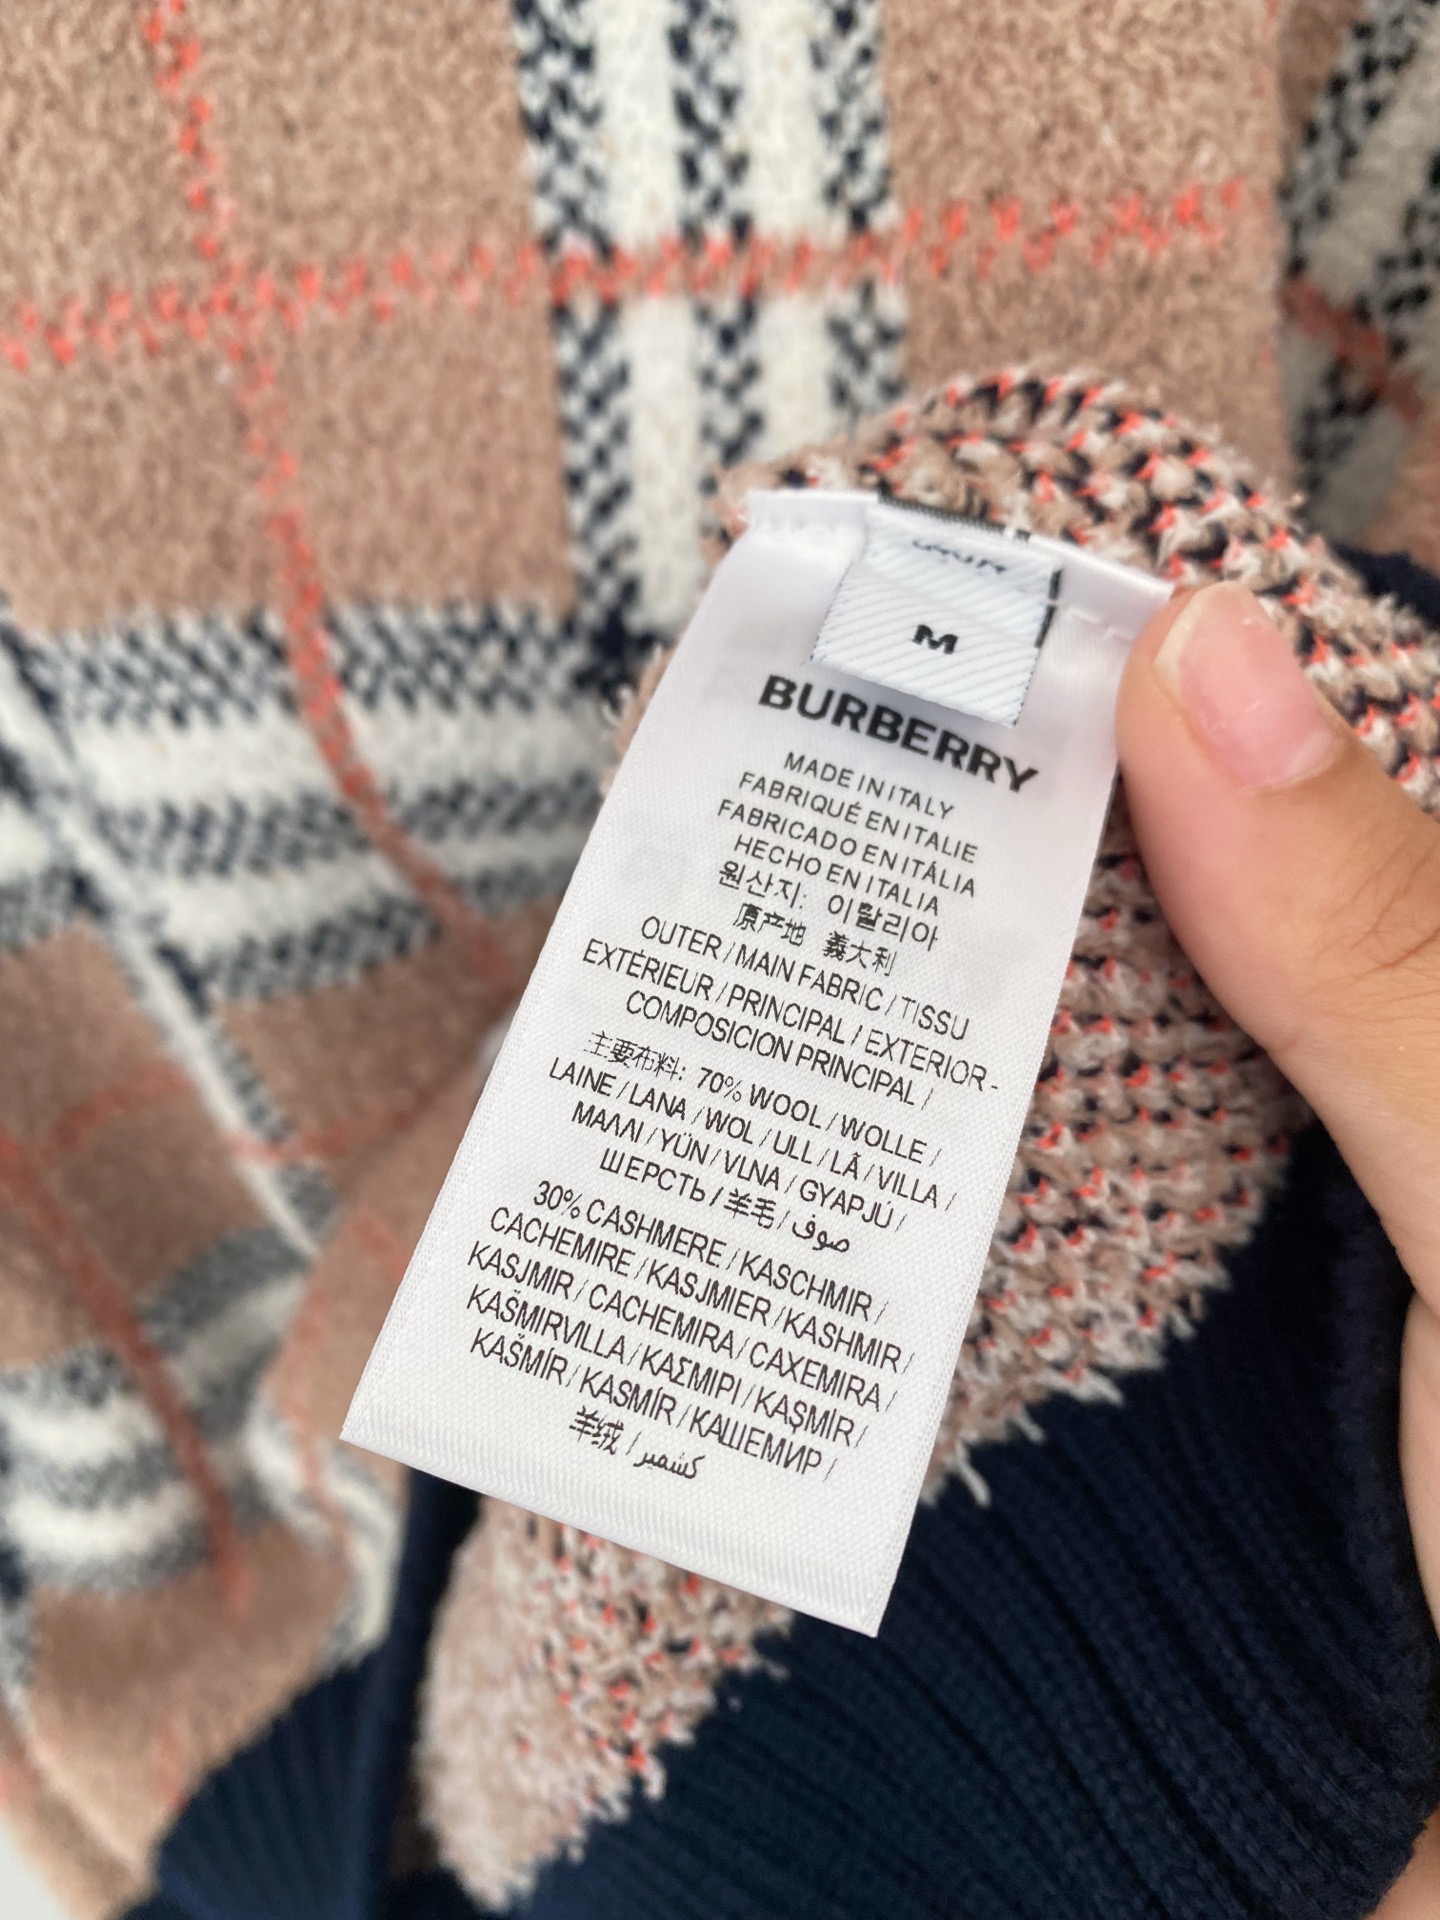 M
BURBERRY
MADE IN ITALY
FABRIQUÉ EN ITALIE
FABRICADO EN ITÁLIA
HECHO EN ITALIA
원산지: 이탈리아
原产地 義大利
OUTER / MAIN FABRIC / TISSU
EXTÉRIEUR / PRINCIPAL / EXTERIOR -
COMPOSICION PRINCIPAL /
主要布料: 70% WOOL / WOLLE /
LAINE / LANA / WOL / ULL / LÃ / VILLA /
ΜΑΛΛΙ / YÜN / VLNA / GYAPJÚ /
ШЕРСТЬ / 羊毛 / صوف
30% CASHMERE / KASCHMIR /
CACHEMIRE / KASJMIER / KASHMIR /
KASJMIR / CACHEMIRA / CAXEMIRA /
KAŠMIRVILLA / ΚΑΣΜΙΡΙ / KAŞMİR /
KAŠMÍR / KASMÍR / КАШЕМИР /
羊绒 / كشمير